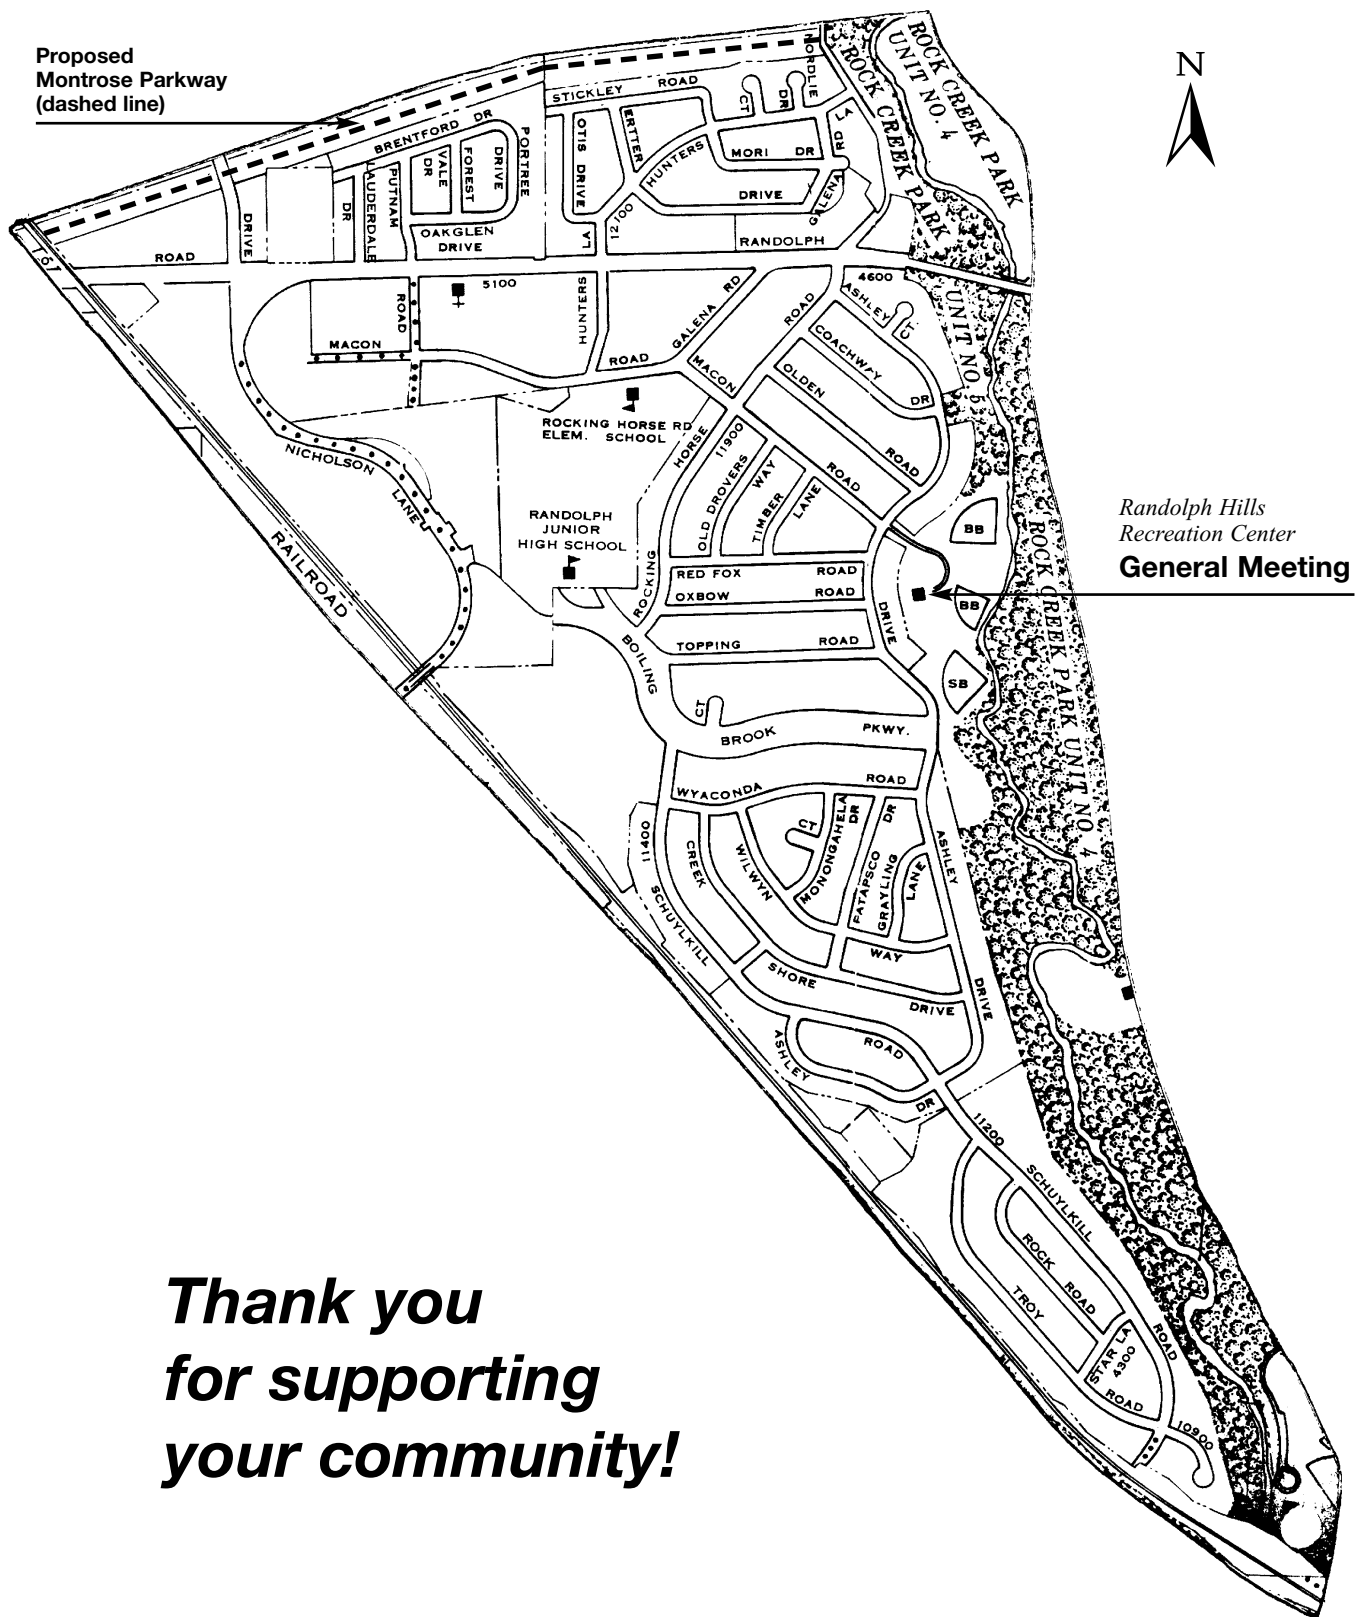 Proposed
Montrose Parkway
(dashed line)
N
ROCK CREEK PARK
UNIT NO. 4
ROCK CREEK PARK
UNIT NO. 5
ROCK CREEK PARK UNIT NO 4
NORDLIE
STICKLEY ROAD
CT
DR
LA
BRENTFORD DR
PORTREE
DRIVE
FOREST
VALE
DR
PUTNAM
LAUDERDALE
DR
DRIVE
OAKGLEN
DRIVE
OTIS DRIVE
ERTTER
HUNTERS
MORI DR
DRIVE
GALENA
RD
12100
LA
RANDOLPH
ROAD
4600
5100
ROAD
MACON
HUNTERS
ROAD
GALENA RD
MACON
ROAD
ASHLEY
CT
COACHWAY
OLDEN
DR
ROAD
ROCKING HORSE RD
ELEM. SCHOOL
HORSE
11900
OLD DROVERS
WAY
TIMBER
LANE
ROAD
NICHOLSON
LANE
RANDOLPH
JUNIOR
HIGH SCHOOL
RAILROAD
ROCKING
RED FOX ROAD
OXBOW ROAD
TOPPING ROAD
DRIVE
BB
BB
SB
Randolph Hills
Recreation Center
General Meeting
BOILING
CT
BROOK PKWY.
WYACONDA ROAD
11400
CREEK
WILWYN
CT
MONONGAHELA
DR
PATAPSCO
DR
GRAYLING
LANE
ASHLEY
SCHUYLKILL
WAY
SHORE
DRIVE
DRIVE
ROAD
ASHLEY
DR
11200
SCHUYLKILL
ROCK
ROAD
TROY
ROAD
STAR LA
4300
ROAD
10900
Thank you
for supporting
your community!